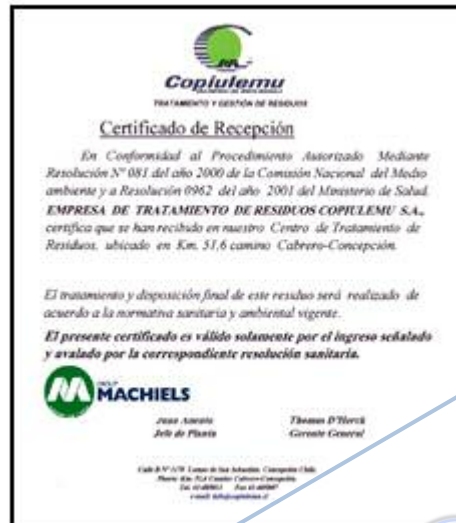 Copiulemu
TRATAMIENTO Y GESTIÓN DE RESIDUOS
Certificado de Recepción
En Conformidad al Procedimiento Autorizado Mediante
Resolución Nº 081 del año 2000 de la Comisión Nacional del Medio
ambiente y a Resolución 0962 del año 2001 del Ministerio de Salud.
EMPRESA DE TRATAMIENTO DE RESIDUOS COPIULEMU S.A.,
certifica que se han recibido en nuestro Centro de Tratamiento de
Residuos, ubicado en Km. 51,6 camino Cabrero-Concepción.
El tratamiento y disposición final de este residuo será realizado de
acuerdo a la normativa sanitaria y ambiental vigente.
El presente certificado es válido solamente por el ingreso señalado
y avalado por la correspondiente resolución sanitaria.
GROUP
MACHIELS
Thomas D'Herck
Jefe de Planta
Gerente General